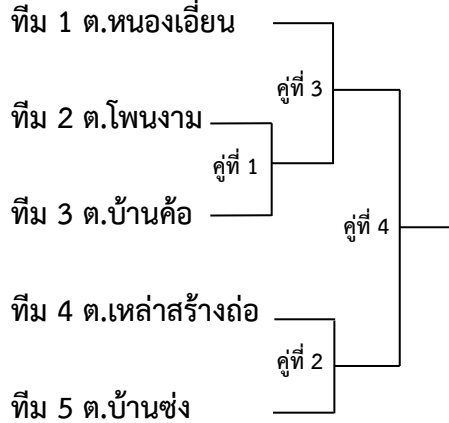 ทีม 1 ต.หนองเอี่ยน
คู่ที่ 3
ทีม 2 ต.โพนงาม
คู่ที่ 1
ทีม 3 ต.บ้านค้อ
คู่ที่ 4
ทีม 4 ต.เหล่าสร้างถ่อ
คู่ที่ 2
ทีม 5 ต.บ้านซ่ง